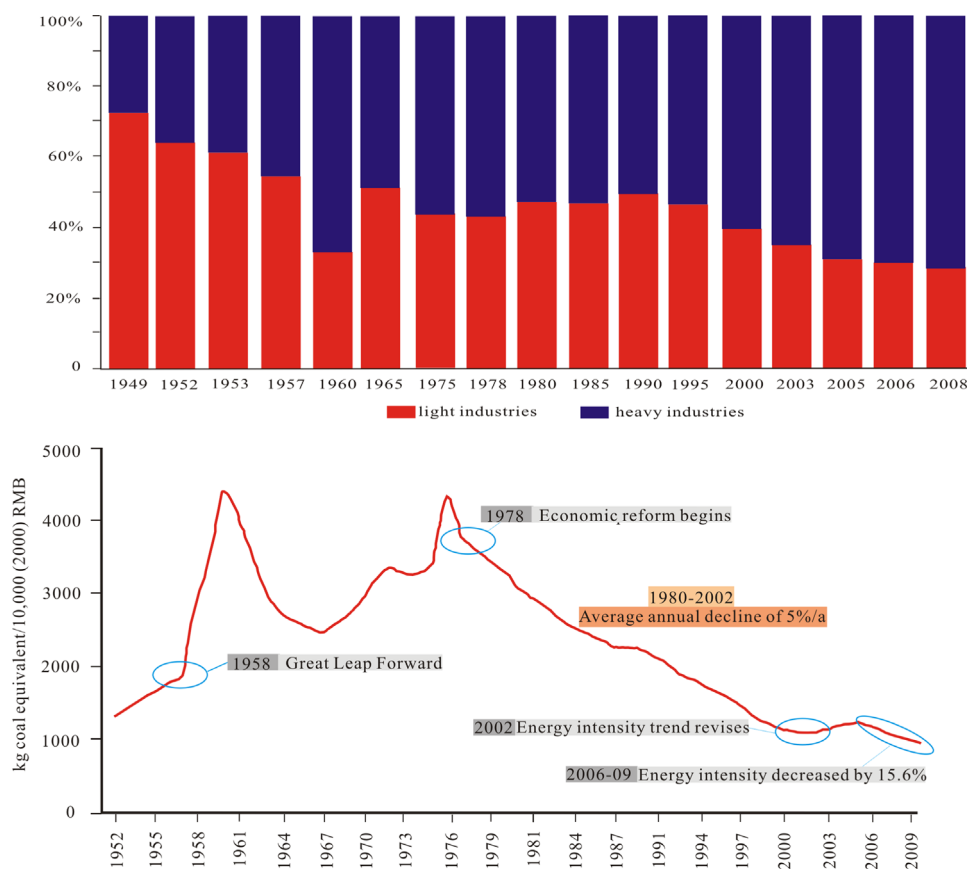 100%
80%
60%
40%
20%
0
1949 1952 1953 1957 1960 1965 1975 1978 1980 1985 1990 1995 2000 2003 2005 2006 2008
light industries heavy industries
kg coal equivalent/10,000 (2000) RMB
5000
4000
3000
2000
1000
0
1978 Economic reform begins
1980-2002
Average annual decline of 5%/a
1958 Great Leap Forward
2002 Energy intensity trend revises
2006-09 Energy intensity decreased by 15.6%
1952 1955 1958 1961 1964 1967 1970 1973 1976 1979 1981 1984 1987 1991 1994 1997 2000 2003 2006 2009